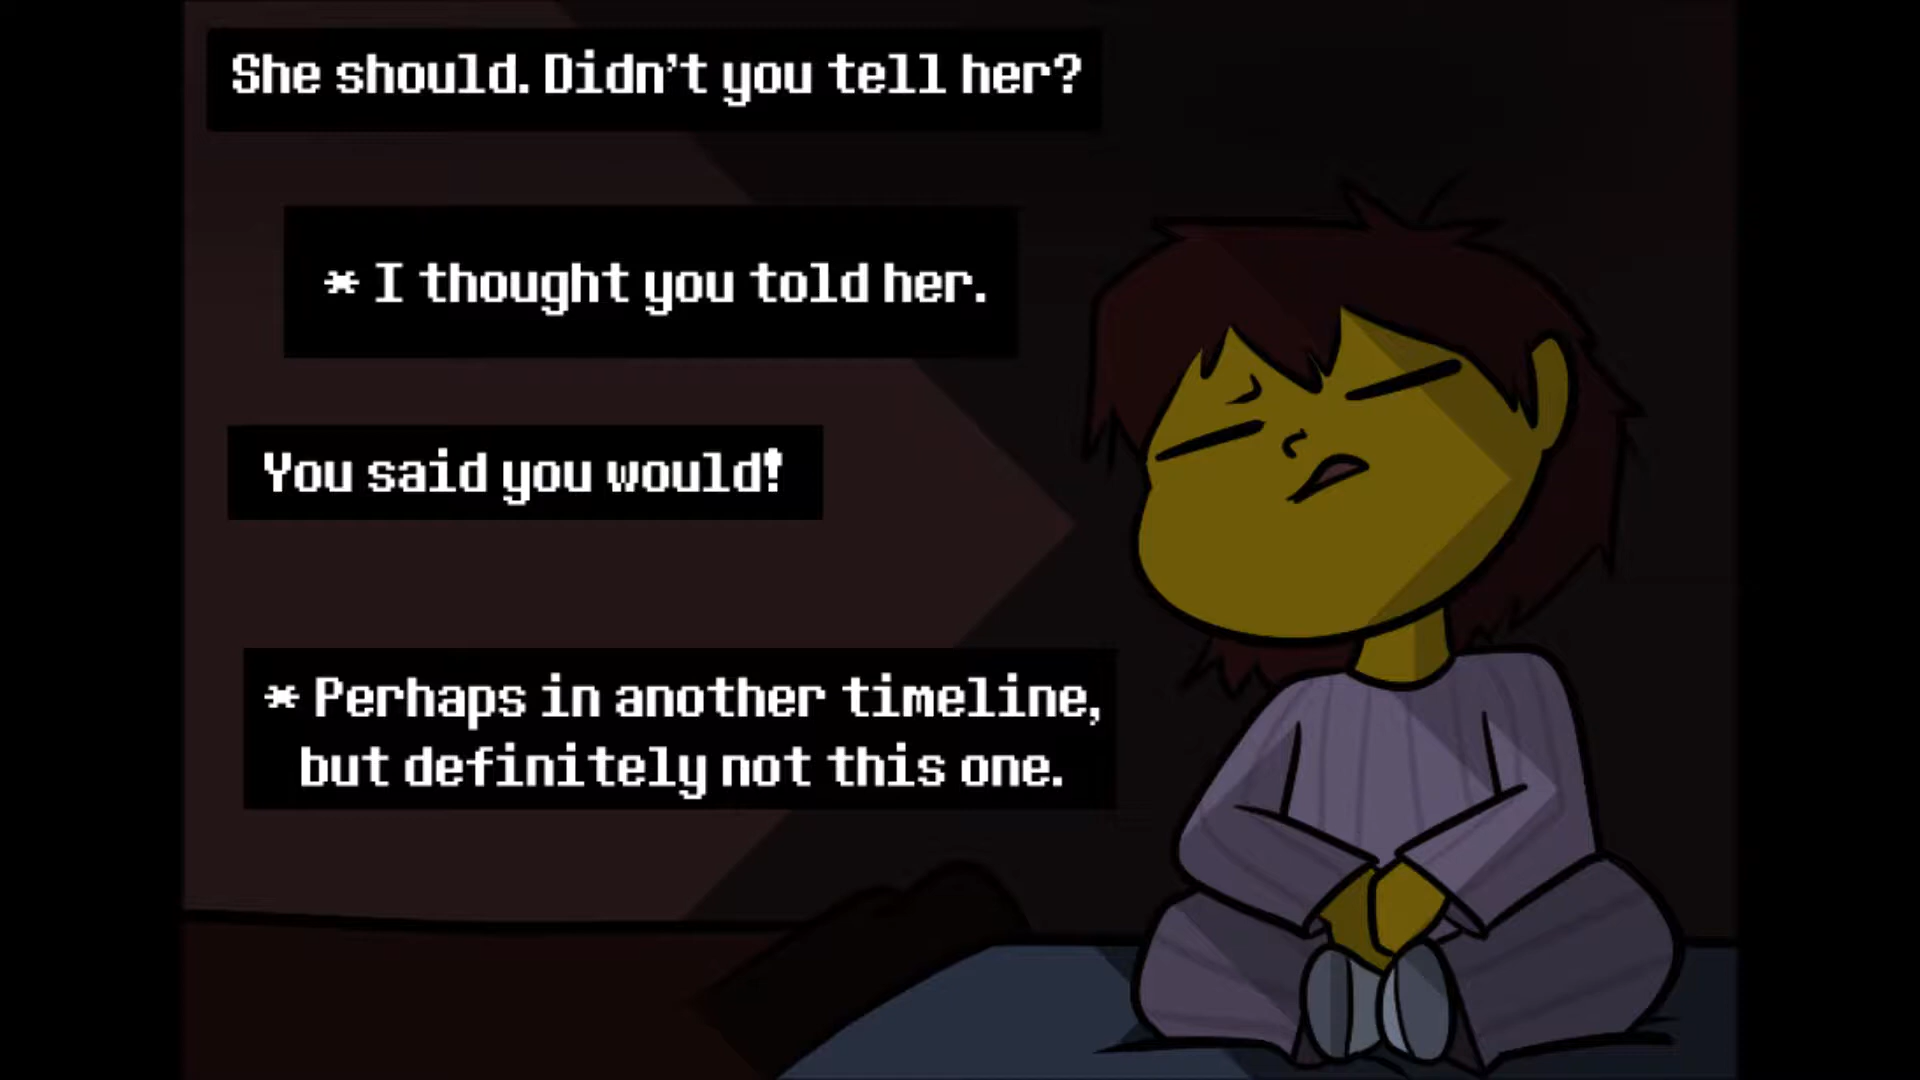 She should. Didn't you tell her?
* I thought you told her.
You said you would!
* Perhaps in another timeline,
but definitely not this one.